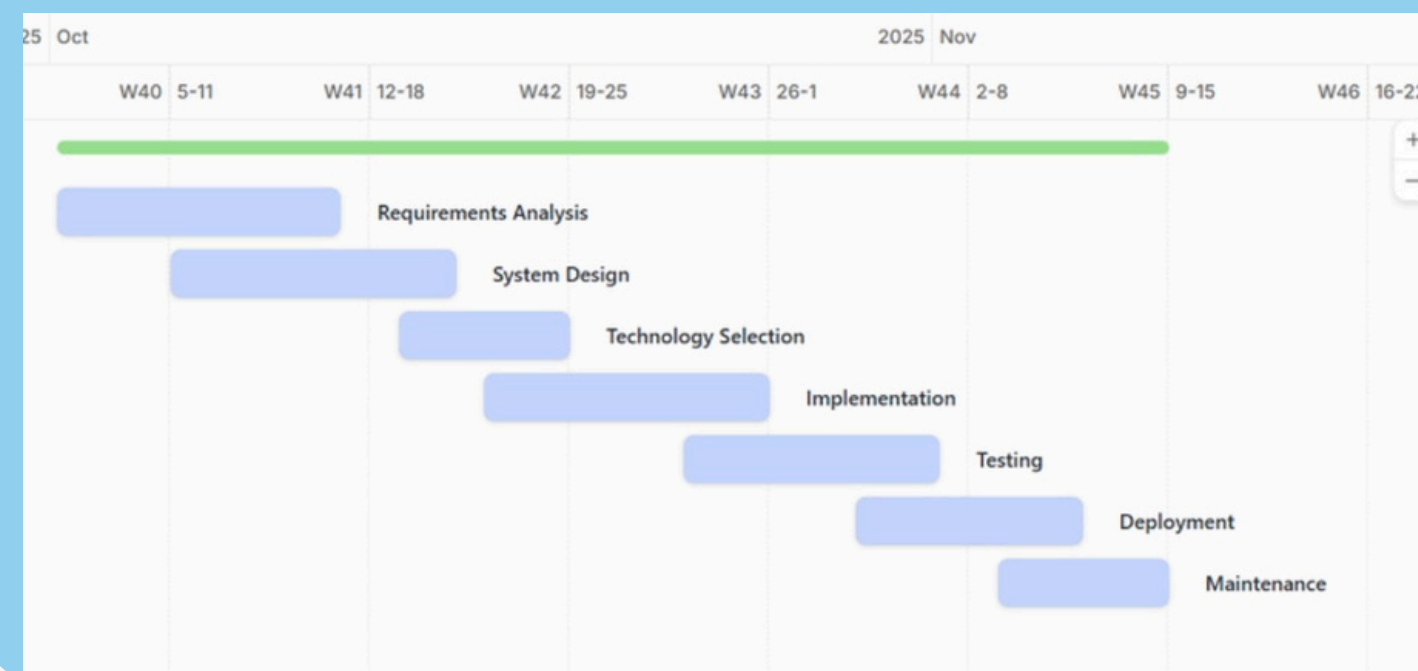 25 Oct 2025 Nov
W40 5-11 W41 12-18 W42 19-25 W43 26-1 W44 2-8 W45 9-15 W46 16-22
+
Requirements Analysis
−
System Design
Technology Selection
Implementation
Testing
Deployment
Maintenance